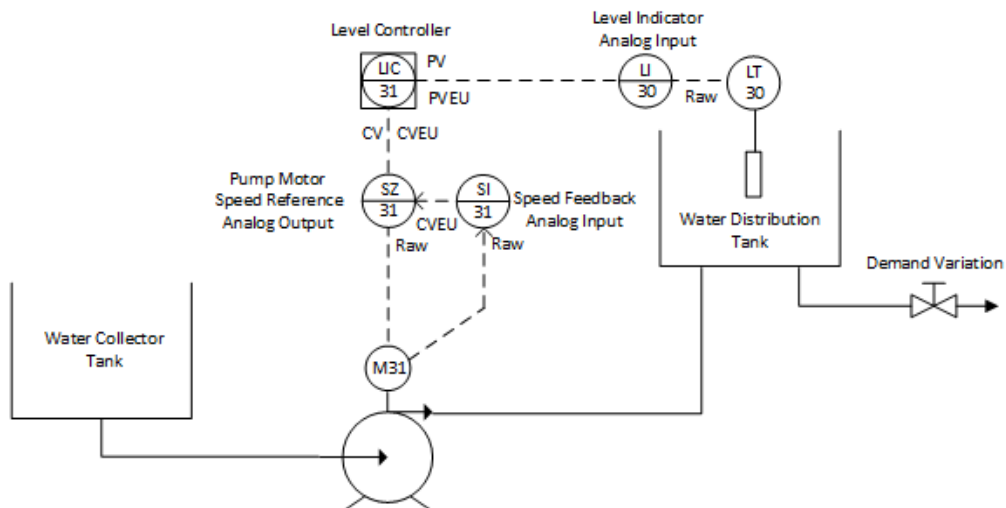 Level Indicator
Analog Input
Level Controller
LIC
31
PV
PVEU
LI
30
Raw
LT
30
CV
CVEU
Pump Motor
Speed Reference
Analog Output
SZ
31
CVEU
SI
31
Speed Feedback
Analog Input
Raw
Raw
Water Distribution
Tank
Demand Variation
Water Collector
Tank
M31